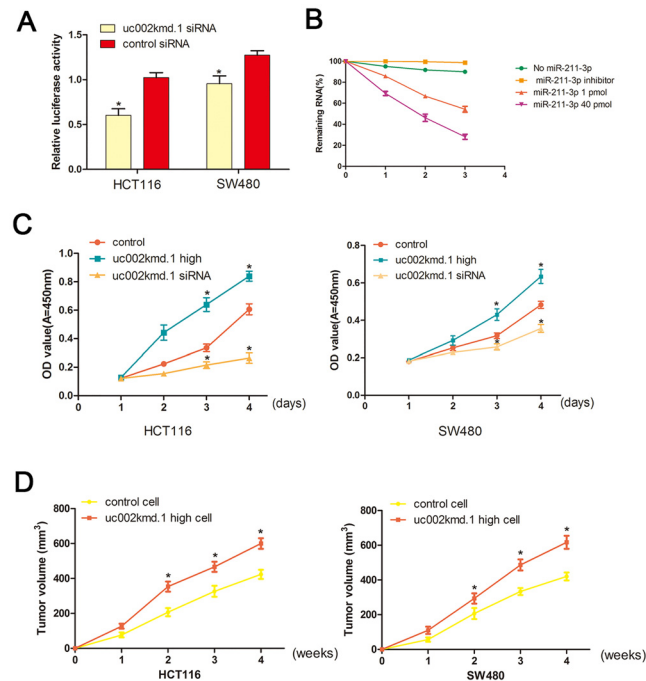 A
uc002kmd.1 siRNA
control siRNA
Relative luciferase activity
1.5
1.0
0.5
0.0
*
*
HCT116
SW480
B
Remaining RNA(%)
100
80
60
40
20
0
0 1 2 3 4
No miR-211-3p
miR-211-3p inhibitor
miR-211-3p 1 pmol
miR-211-3p 40 pmol
C
control
uc002kmd.1 high
uc002kmd.1 siRNA
OD value(A=450nm)
1.0
0.8
0.6
0.4
0.2
0.0
* *
* *
0 1 2 3 4 (days)
HCT116
control
uc002kmd.1 high
uc002kmd.1 siRNA
OD value(A=450nm)
0.8
0.6
0.4
0.2
0.0
* *
* *
0 1 2 3 4 (days)
SW480
D
control cell
uc002kmd.1 high cell
Tumor volume (mm³)
800
600
400
200
0
* * *
0 1 2 3 4 (weeks)
HCT116
control cell
uc002kmd.1 high cell
Tumor volume (mm³)
800
600
400
200
0
* * *
0 1 2 3 4 (weeks)
SW480